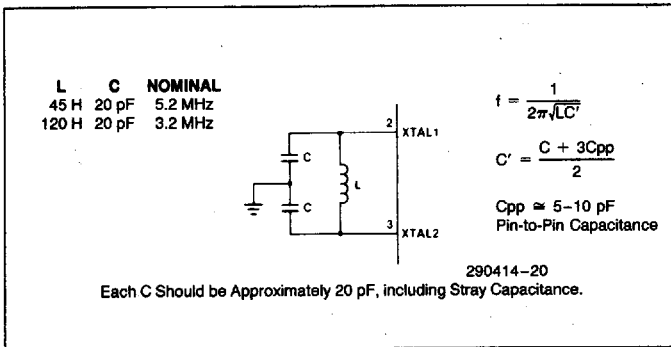 L C NOMINAL
45 H 20 pF 5.2 MHz
120 H 20 pF 3.2 MHz
2 XTAL1
C
L
C
3 XTAL2
f = 1 / 2π√LC'
C' = C + 3Cpp / 2
Cpp ≅ 5–10 pF
Pin-to-Pin Capacitance
290414–20
Each C Should be Approximately 20 pF, including Stray Capacitance.